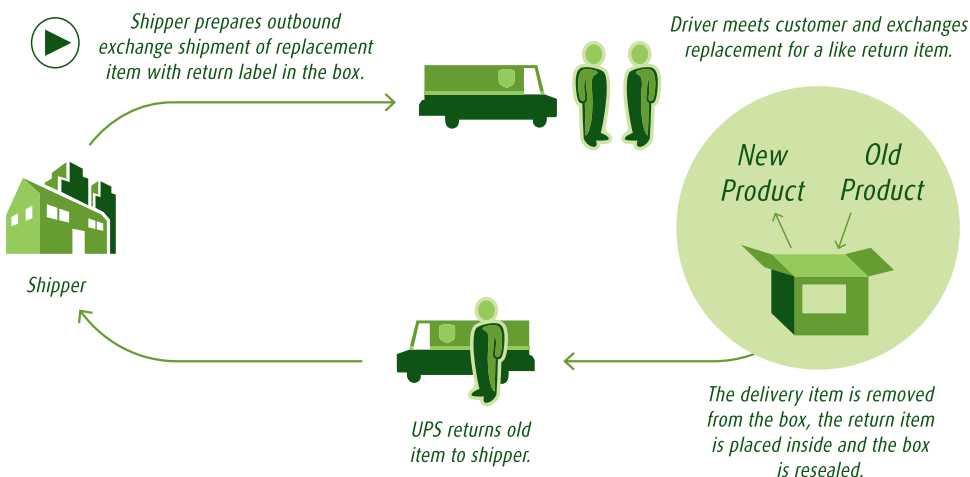 Shipper prepares outbound
exchange shipment of replacement
item with return label in the box.
Driver meets customer and exchanges
replacement for a like return item.
New
Product
Old
Product
The delivery item is removed
from the box, the return item
is placed inside and the box
is resealed.
UPS returns old
item to shipper.
Shipper